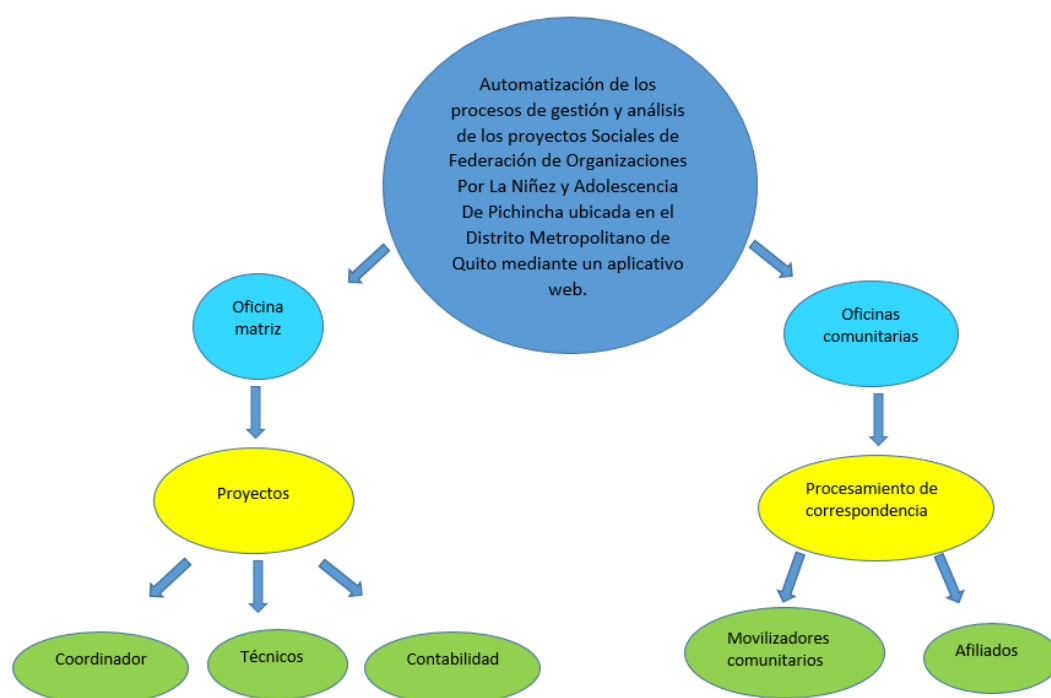 Automatización de los
procesos de gestión y análisis
de los proyectos Sociales de
Federación de Organizaciones
Por La Niñez y Adolescencia
De Pichincha ubicada en el
Distrito Metropolitano de
Quito mediante un aplicativo
web.
Oficina
matriz
Oficinas
comunitarias
Proyectos
Procesamiento de
correspondencia
Coordinador
Técnicos
Contabilidad
Movilizadores
comunitarios
Afiliados